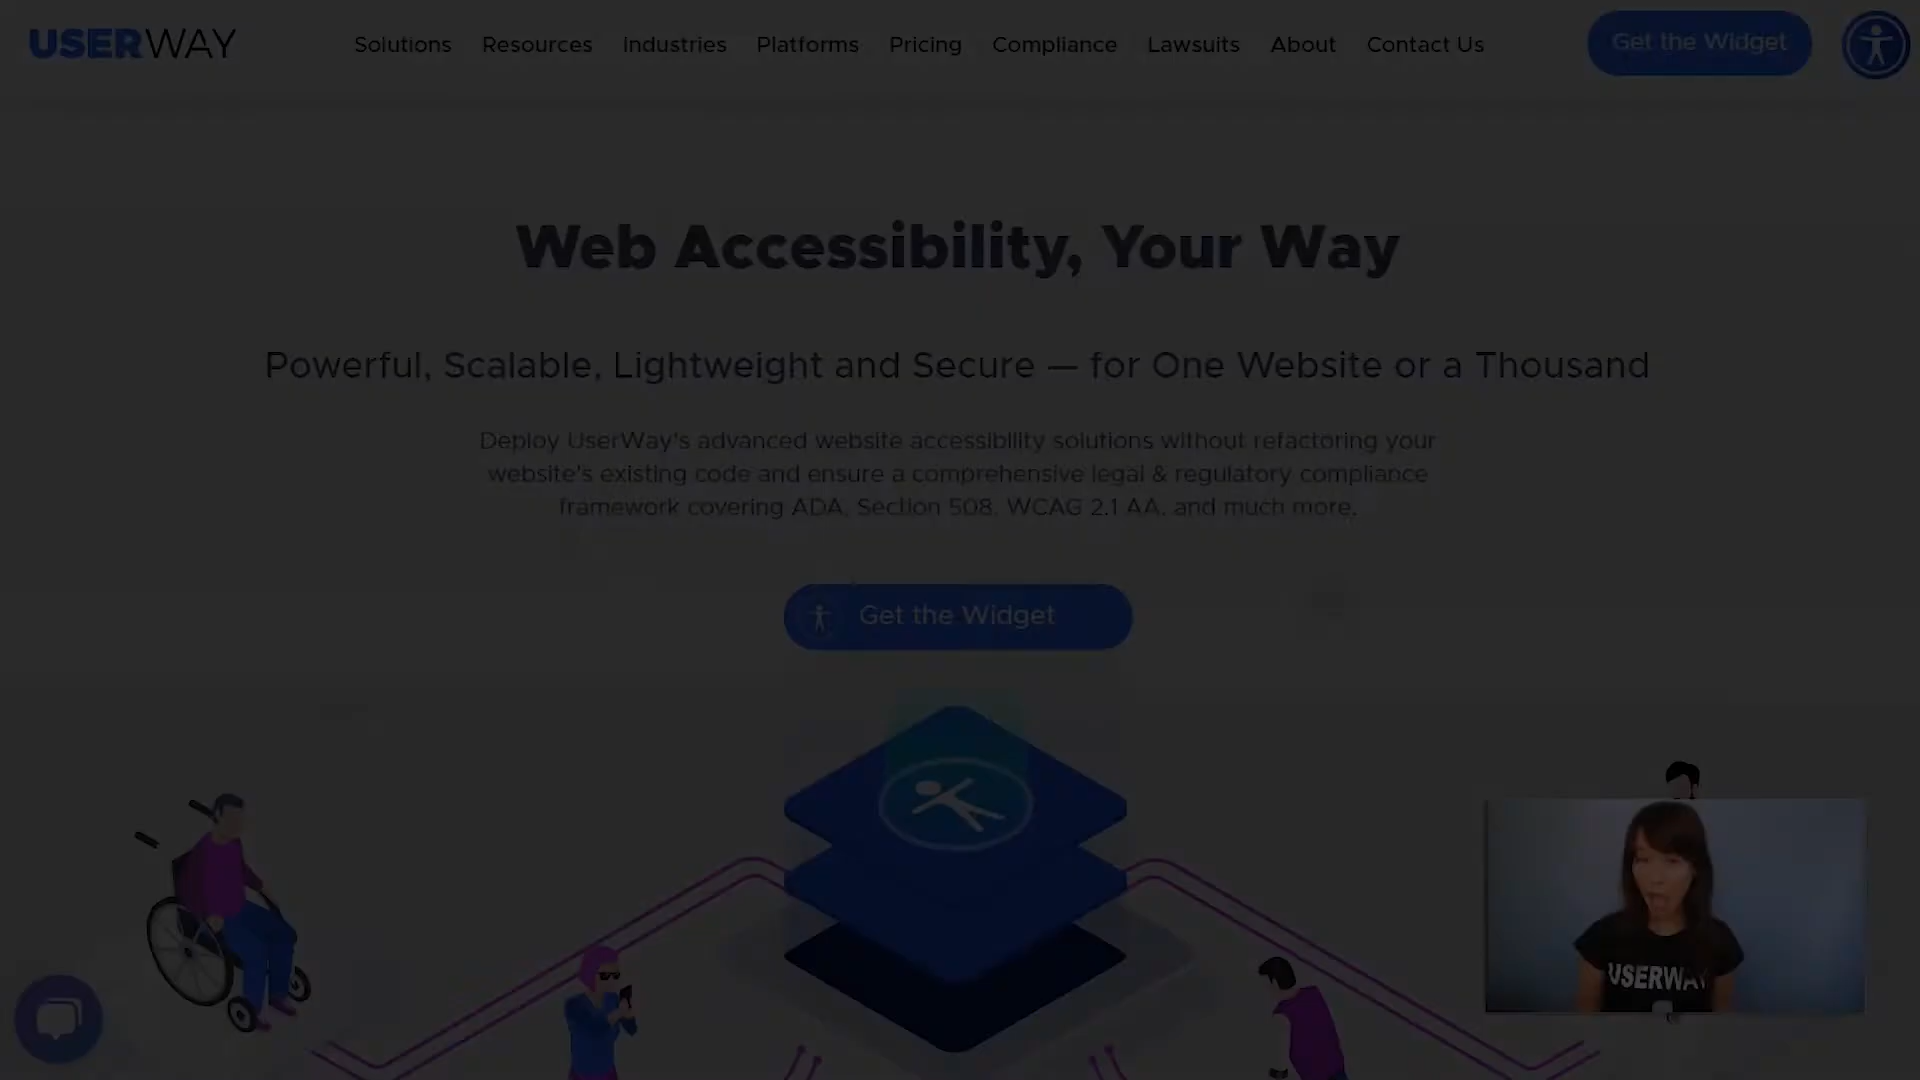 USERWAY
Solutions
Resources
Industries
Platforms
Pricing
Compliance
Lawsuits
About
Contact Us
Get the Widget
Web Accessibility, Your Way
Powerful, Scalable, Lightweight and Secure — for One Website or a Thousand
Deploy UserWay's advanced website accessibility solutions without refactoring your
website's existing code and ensure a comprehensive legal & regulatory compliance
framework covering ADA, Section 508, WCAG 2.1 AA, and much more.
Get the Widget
USERWAY